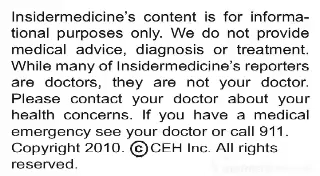 Insidermedicine's content is for informa-
tional purposes only. We do not provide
medical advice, diagnosis or treatment.
While many of Insidermedicine's reporters
are doctors, they are not your doctor.
Please contact your doctor about your
health concerns. If you have a medical
emergency see your doctor or call 911.
Copyright 2010. ©CEH Inc. All rights
reserved.